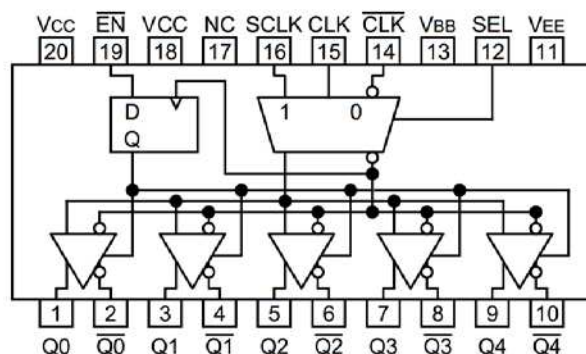 VCC EN VCC NC SCLK CLK CLK VBB SEL VEE
20 19 18 17 16 15 14 13 12 11
D 1 0
Q
1 2 3 4 5 6 7 8 9 10
Q0 Q0 Q1 Q1 Q2 Q2 Q3 Q3 Q4 Q4